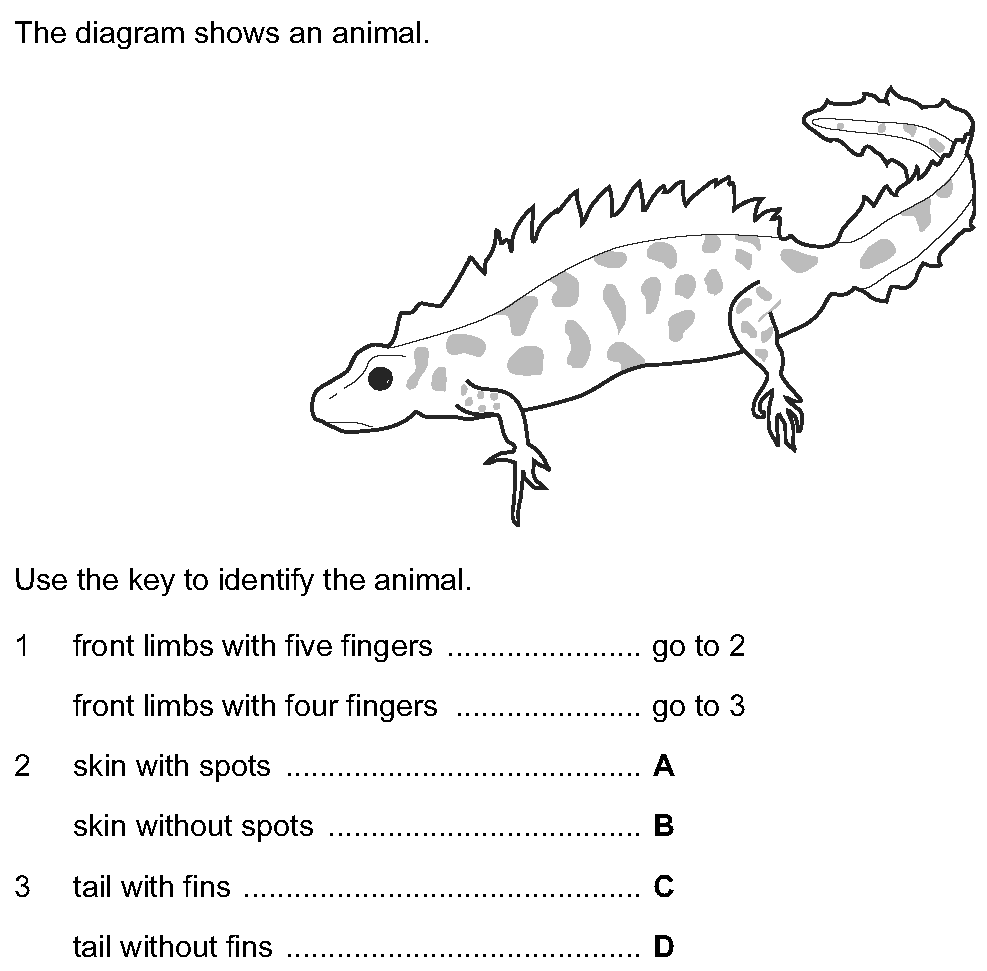 The diagram shows an animal.
Use the key to identify the animal.
1 front limbs with five fingers ....................... go to 2
front limbs with four fingers ...................... go to 3
2 skin with spots .......................................... A
skin without spots ..................................... B
3 tail with fins ............................................... C
tail without fins .......................................... D